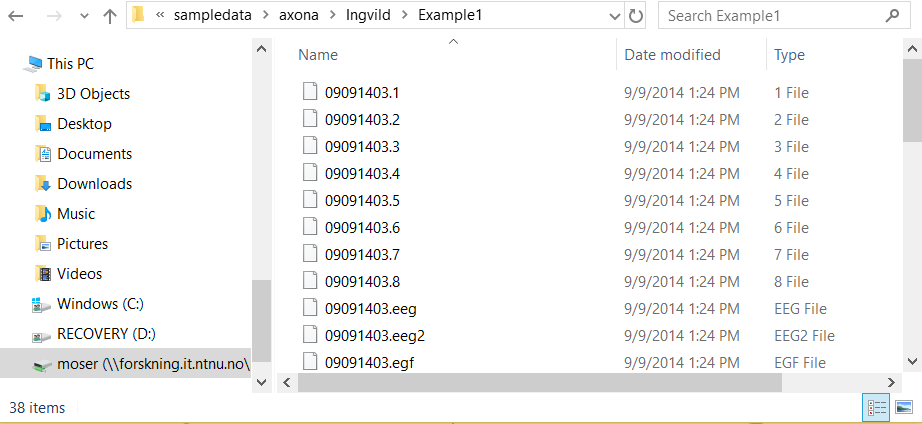 « sampledata > axona > Ingvild > Example1
Search Example1
This PC
3D Objects
Desktop
Documents
Downloads
Music
Pictures
Videos
Windows (C:)
RECOVERY (D:)
moser (\\forskning.it.ntnu.no\
Name Date modified Type
09091403.1 9/9/2014 1:24 PM 1 File
09091403.2 9/9/2014 1:24 PM 2 File
09091403.3 9/9/2014 1:24 PM 3 File
09091403.4 9/9/2014 1:24 PM 4 File
09091403.5 9/9/2014 1:24 PM 5 File
09091403.6 9/9/2014 1:24 PM 6 File
09091403.7 9/9/2014 1:24 PM 7 File
09091403.8 9/9/2014 1:24 PM 8 File
09091403.eeg 9/9/2014 1:24 PM EEG File
09091403.eeg2 9/9/2014 1:24 PM EEG2 File
09091403.egf 9/9/2014 1:24 PM EGF File
38 items